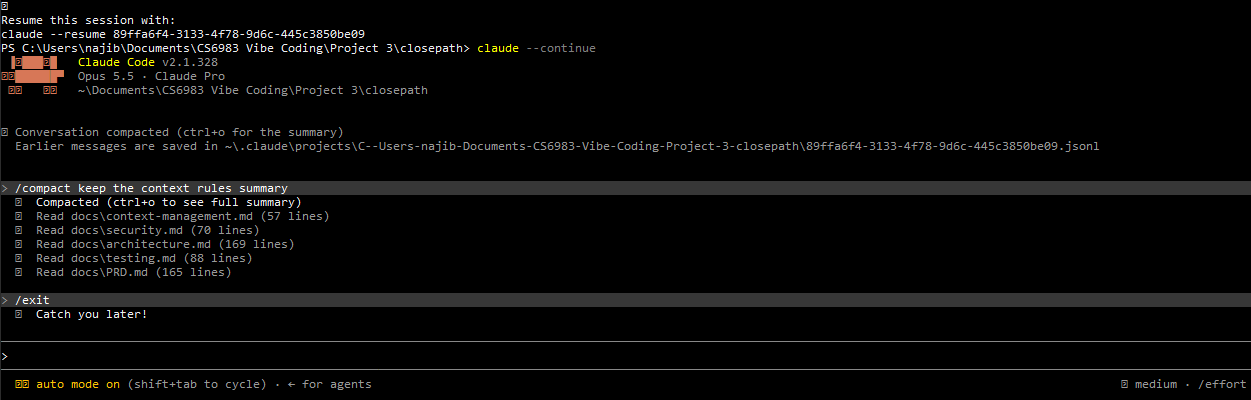 Resume this session with:
claude --resume 89ffa6f4-3133-4f78-9d6c-445c3850be09
PS C:\Users\najib\Documents\CS6983 Vibe Coding\Project 3\closepath> claude --continue
Claude Code v2.1.328
Opus 5.5 · Claude Pro
~\Documents\CS6983 Vibe Coding\Project 3\closepath
Conversation compacted (ctrl+o for the summary)
Earlier messages are saved in ~\.claude\projects\C--Users-najib-Documents-CS6983-Vibe-Coding-Project-3-closepath\89ffa6f4-3133-4f78-9d6c-445c3850be09.jsonl
> /compact keep the context rules summary
Compacted (ctrl+o to see full summary)
Read docs\context-management.md (57 lines)
Read docs\security.md (70 lines)
Read docs\architecture.md (169 lines)
Read docs\testing.md (88 lines)
Read docs\PRD.md (165 lines)
> /exit
Catch you later!
>
auto mode on (shift+tab to cycle) · ← for agents
medium · /effort